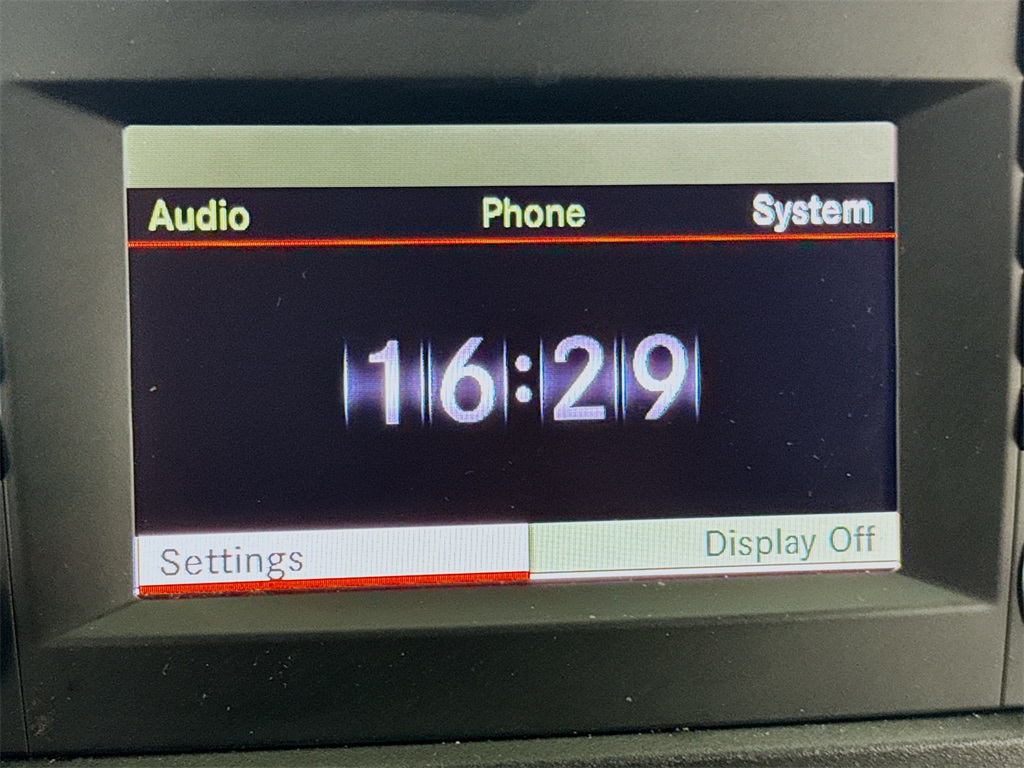 Audio Phone System
16:29
Settings Display Off